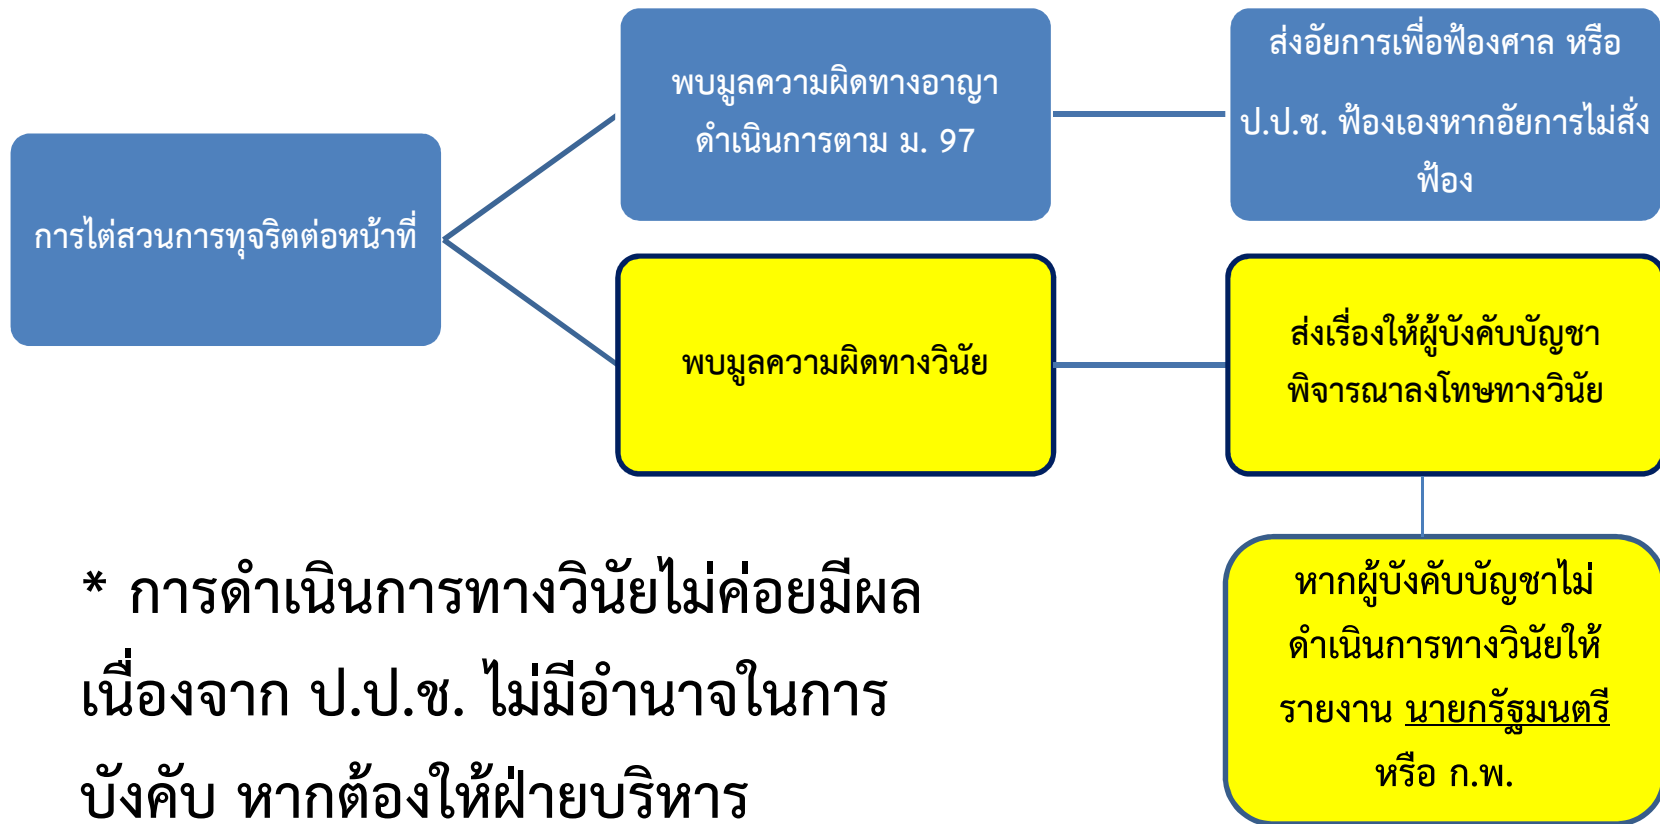 การไต่สวนการทุจริตต่อหน้าที่
พบมูลความผิดทางอาญา
ดำเนินการตาม ม. 97
ส่งอัยการเพื่อฟ้องศาล หรือ
ป.ป.ช. ฟ้องเองหากอัยการไม่สั่ง
ฟ้อง
พบมูลความผิดทางวินัย
ส่งเรื่องให้ผู้บังคับบัญชา
พิจารณาลงโทษทางวินัย
หากผู้บังคับบัญชาไม่
ดำเนินการทางวินัยให้
รายงาน นายกรัฐมนตรี
หรือ ก.พ.
* การดำเนินการทางวินัยไม่ค่อยมีผล
เนื่องจาก ป.ป.ช. ไม่มีอำนาจในการ
บังคับ หากต้องให้ฝ่ายบริหาร